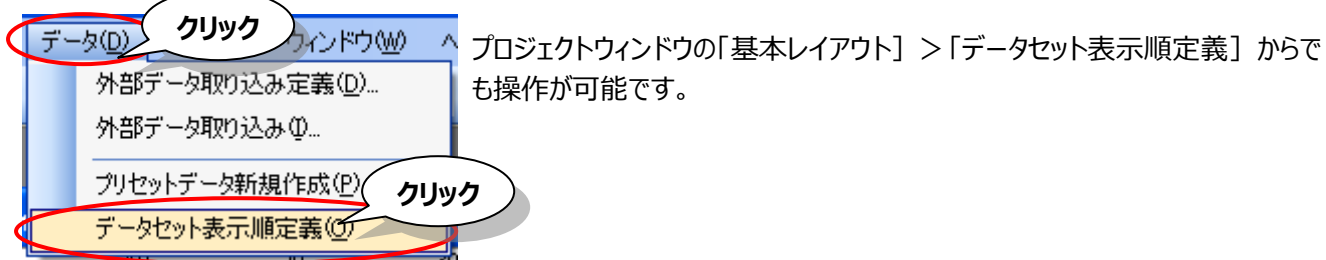 データ(D) クリック ウィンドウ(W) ヘ
外部データ取り込み定義(D)...
外部データ取り込み(I)...
プリセットデータ新規作成(P)
クリック
データセット表示順定義(O)
プロジェクトウィンドウの「基本レイアウト］＞「データセット表示順定義］からで
も操作が可能です。